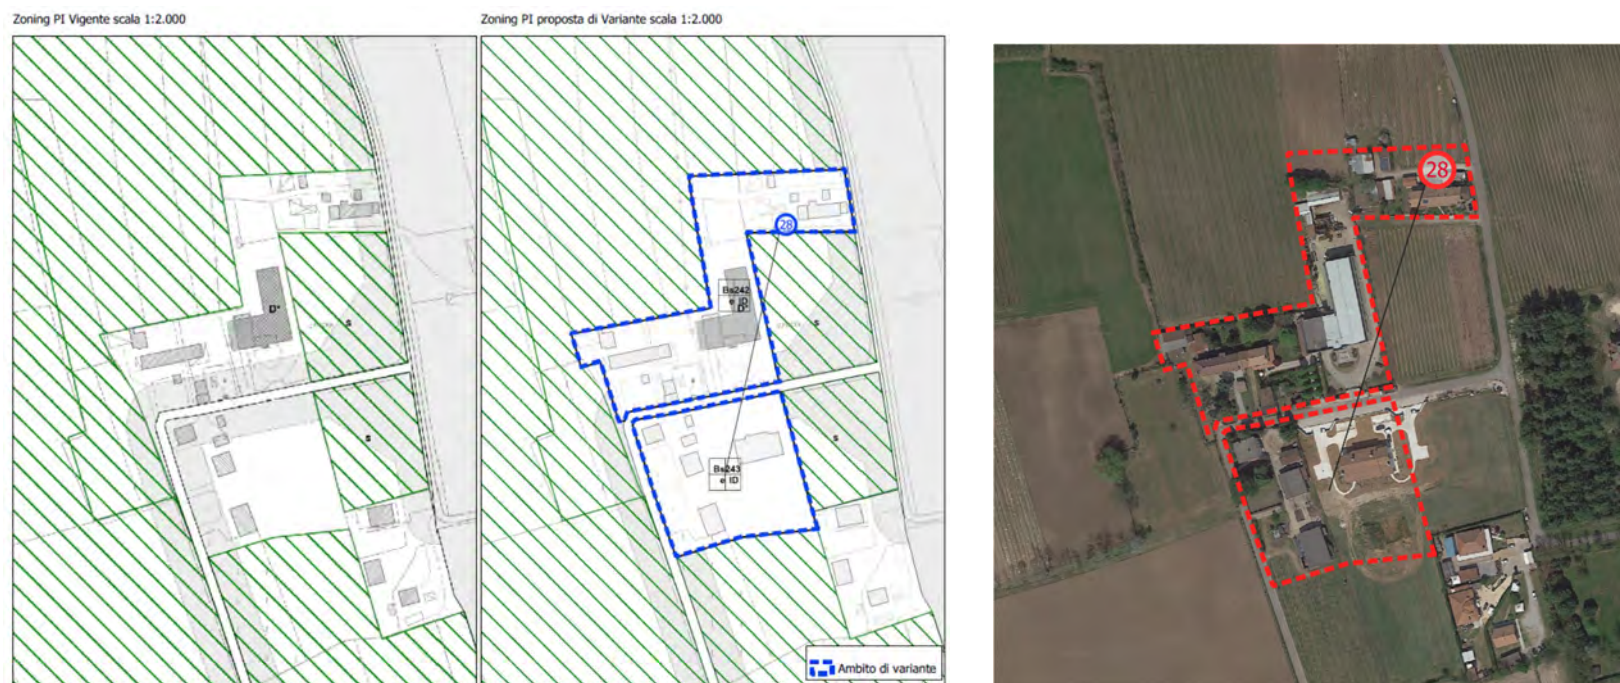 Zoning PI Vigente scala 1:2.000
Zoning PI proposta di Variante scala 1:2.000
28
28
Bs242
e ID
D*
D*
s
s
s
s
Bs243
e ID
Ambito di variante